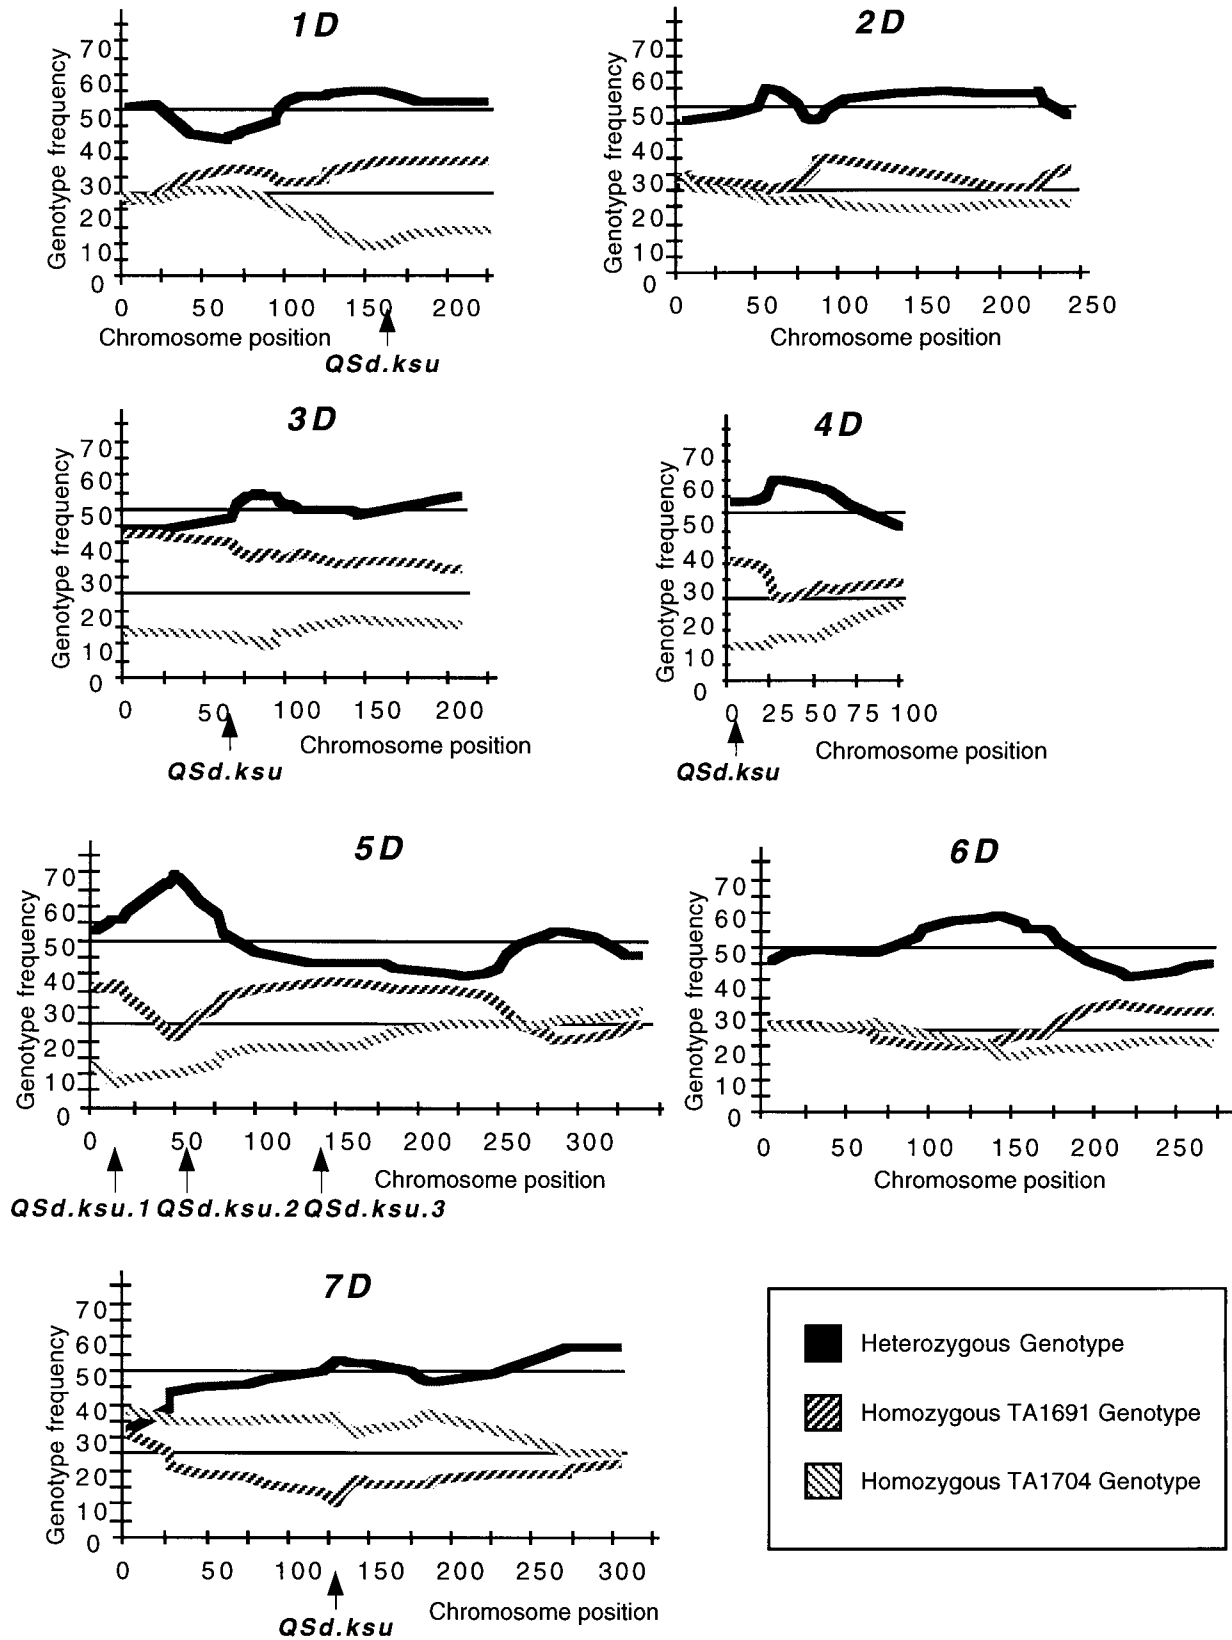 1D
Genotype frequency
70
60
50
40
30
20
10
0
0 50 100 150 200
Chromosome position
QSd.ksu
2D
Genotype frequency
70
60
50
40
30
20
10
0
0 50 100 150 200 250
Chromosome position
3D
Genotype frequency
70
60
50
40
30
20
10
0
0 50 100 150 200
Chromosome position
QSd.ksu
4D
Genotype frequency
70
60
50
40
30
20
10
0
0 25 50 75 100
Chromosome position
QSd.ksu
5D
Genotype frequency
70
60
50
40
30
20
10
0
0 50 100 150 200 250 300
Chromosome position
QSd.ksu.1 QSd.ksu.2 QSd.ksu.3
6D
Genotype frequency
70
60
50
40
30
20
10
0
0 50 100 150 200 250
Chromosome position
7D
Genotype frequency
70
60
50
40
30
20
10
0
0 50 100 150 200 250 300
Chromosome position
QSd.ksu
Heterozygous Genotype
Homozygous TA1691 Genotype
Homozygous TA1704 Genotype